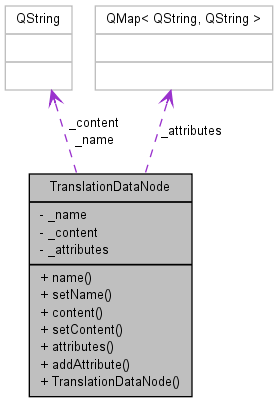 QString
QMap< QString, QString >
_content
_name
_attributes
TranslationDataNode
- _name
- _content
- _attributes
+ name()
+ setName()
+ content()
+ setContent()
+ attributes()
+ addAttribute()
+ TranslationDataNode()